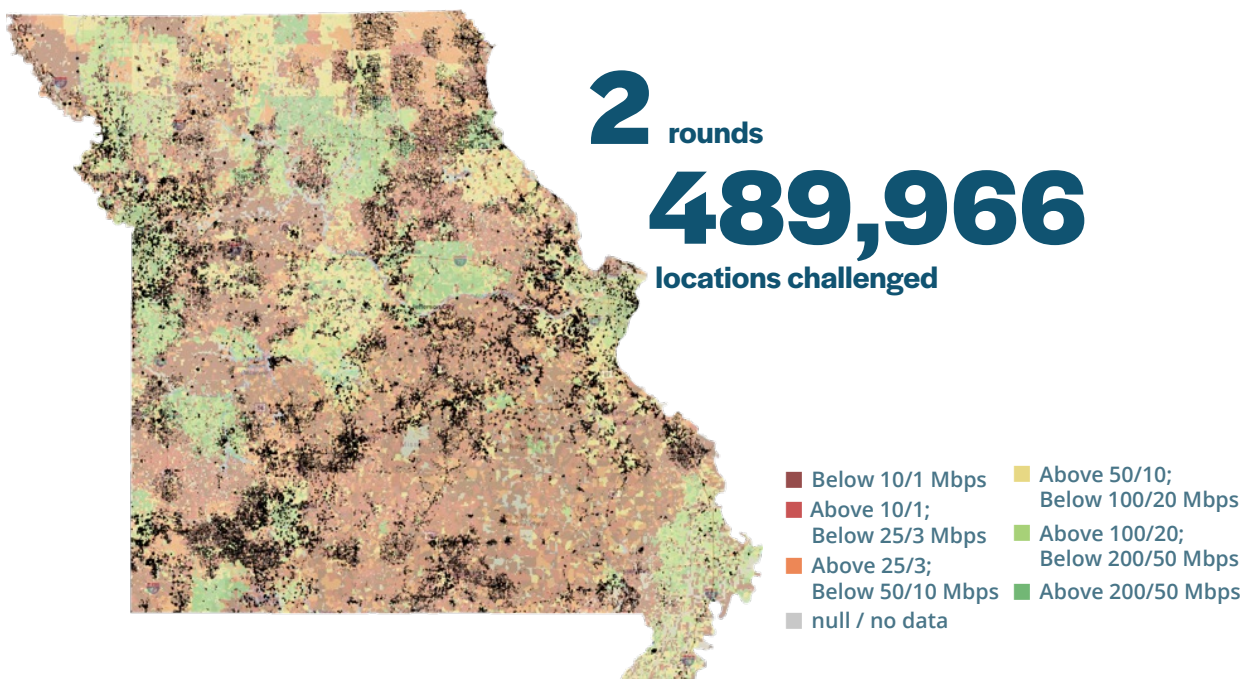 2 rounds
489,966
locations challenged
Below 10/1 Mbps
Above 10/1;
Below 25/3 Mbps
Above 25/3;
Below 50/10 Mbps
null / no data
Above 50/10;
Below 100/20 Mbps
Above 100/20;
Below 200/50 Mbps
Above 200/50 Mbps